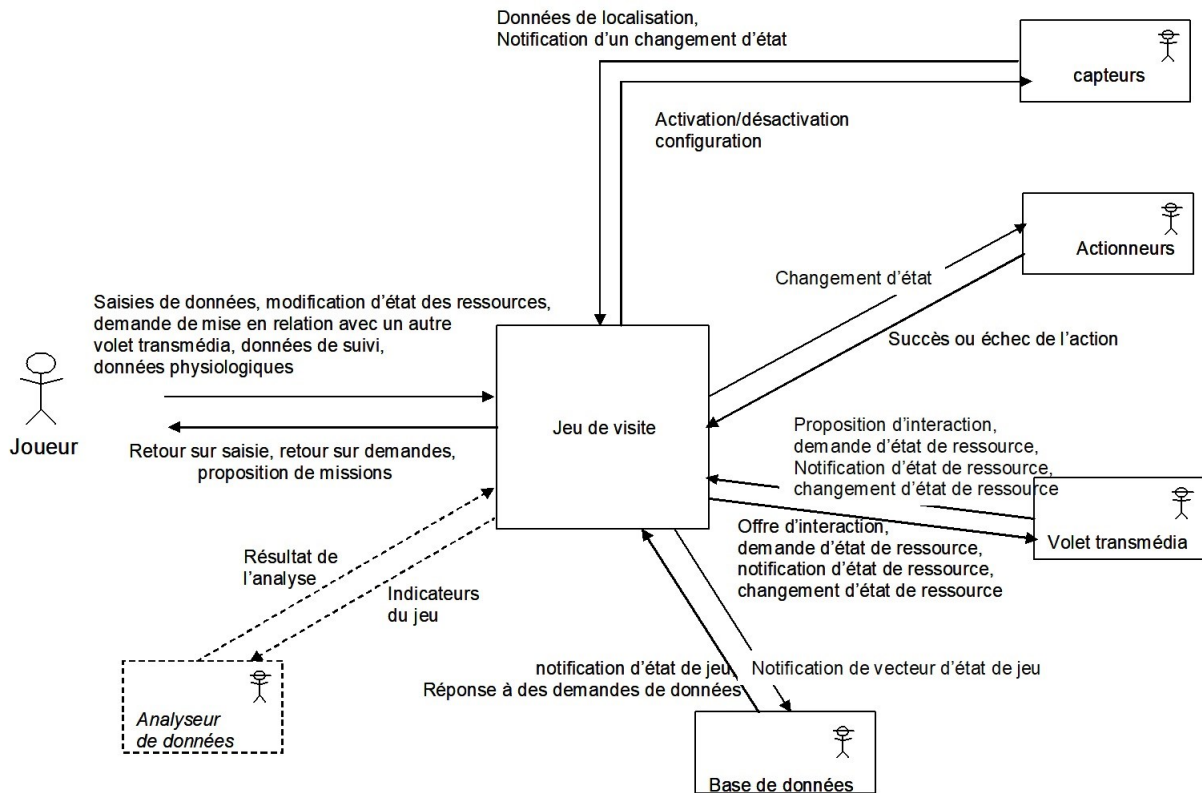 Données de localisation,
Notification d'un changement d'état
capteurs
Activation/désactivation
configuration
Actionneurs
Changement d'état
Succès ou échec de l'action
Saisies de données, modification d'état des ressources,
demande de mise en relation avec un autre
volet transmédia, données de suivi,
données physiologiques
Joueur
Jeu de visite
Retour sur saisie, retour sur demandes,
proposition de missions
Proposition d'interaction,
demande d'état de ressource,
Notification d'état de ressource,
changement d'état de ressource
Volet transmédia
Offre d'interaction,
demande d'état de ressource,
notification d'état de ressource,
changement d'état de ressource
Résultat de
l'analyse
Indicateurs
du jeu
Analyseur
de données
notification d'état de jeu
Réponse à des demandes de données
Notification de vecteur d'état de jeu
Base de données